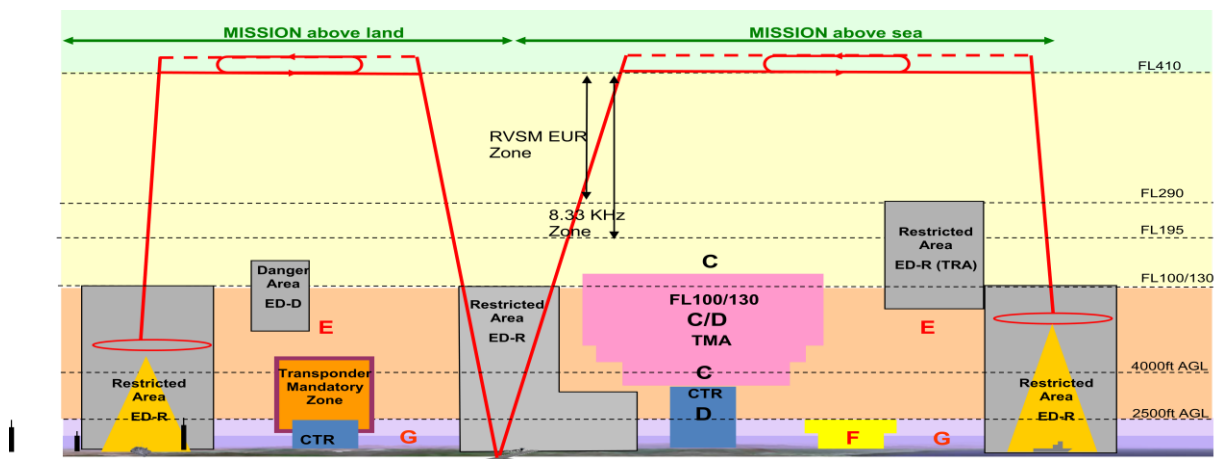 MISSION above land
MISSION above sea
FL410
RVSM EUR
Zone
FL290
8.33 KHz
Zone
FL195
Restricted
Area
ED-R (TRA)
C
Danger
Area
ED-D
FL100/130
FL100/130
C/D
TMA
Restricted
Area
ED-R
E
E
C
4000ft AGL
Transponder
Mandatory
Zone
Restricted
Area
ED-R
CTR
D
Restricted
Area
ED-R
2500ft AGL
CTR
G
F
G